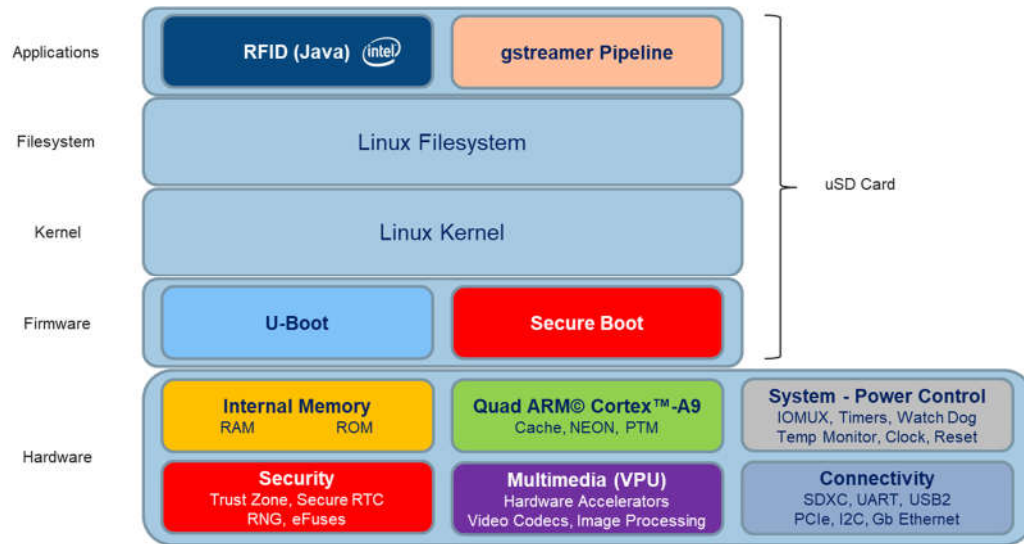 Applications
RFID (Java) intel
gstreamer Pipeline
Filesystem
Linux Filesystem
Kernel
Linux Kernel
uSD Card
Firmware
U-Boot
Secure Boot
Hardware
Internal Memory
RAM ROM
Quad ARM© Cortex™-A9
Cache, NEON, PTM
System - Power Control
IOMUX, Timers, Watch Dog
Temp Monitor, Clock, Reset
Security
Trust Zone, Secure RTC
RNG, eFuses
Multimedia (VPU)
Hardware Accelerators
Video Codecs, Image Processing
Connectivity
SDXC, UART, USB2
PCIe, I2C, Gb Ethernet